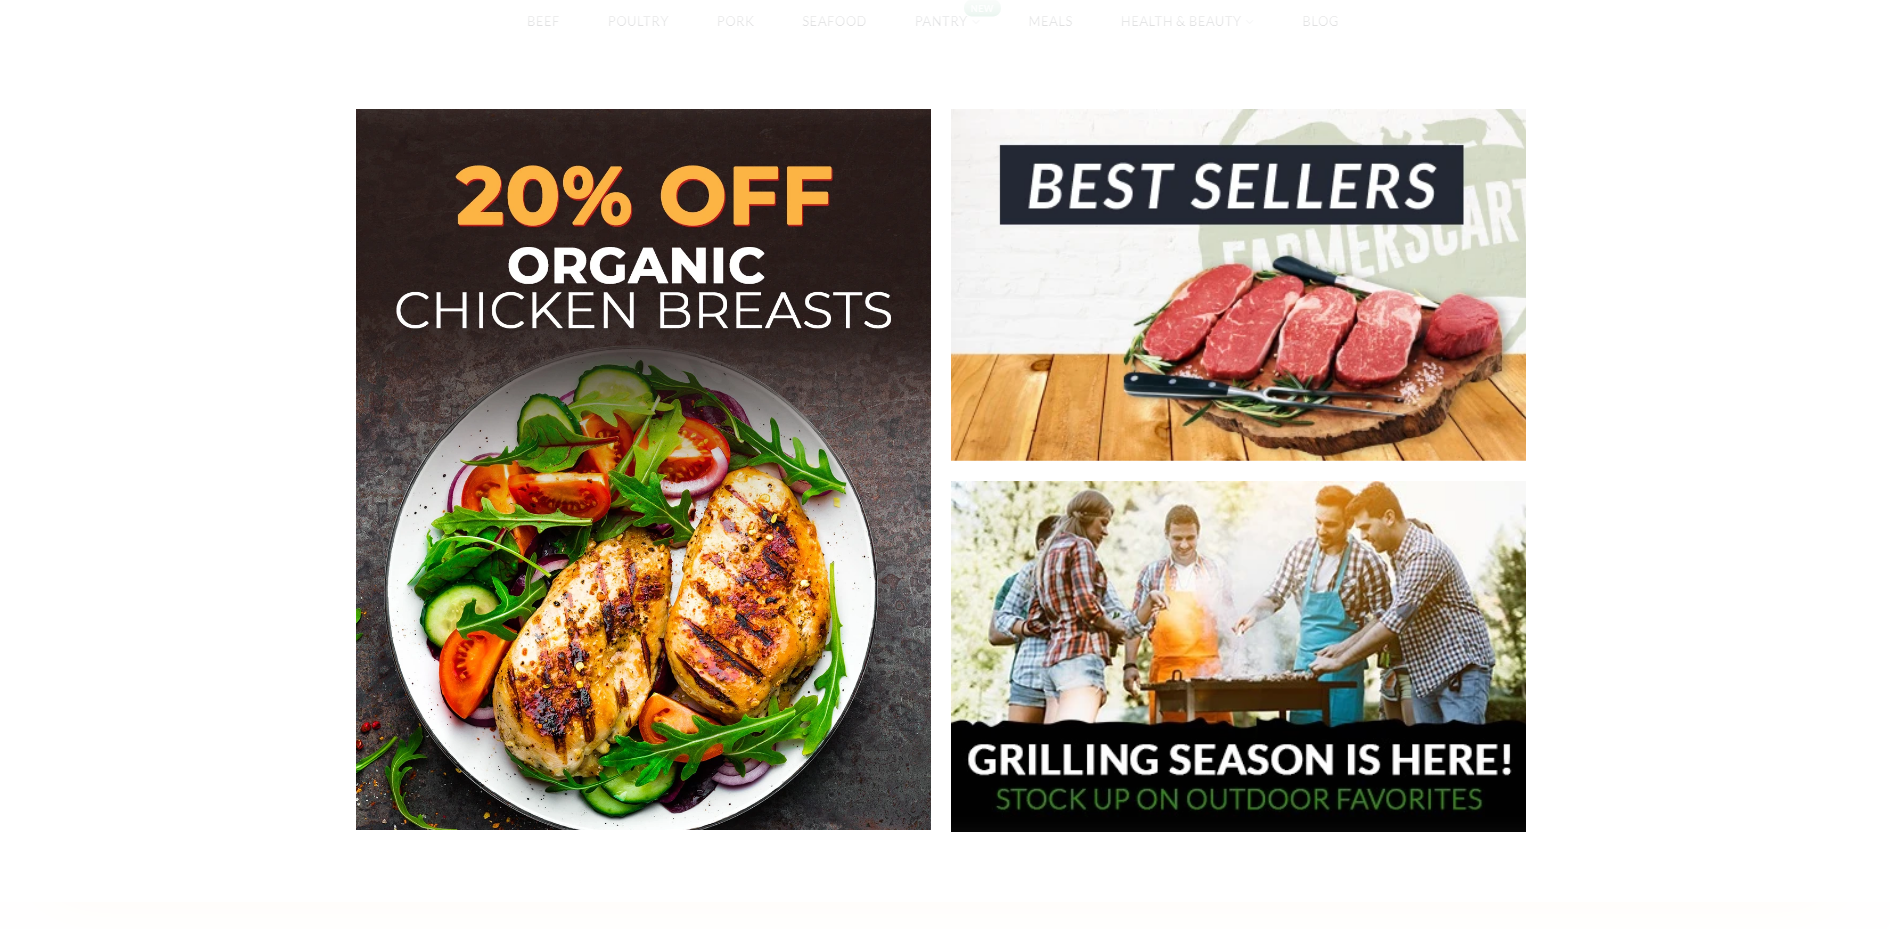 BEEF POULTRY PORK SEAFOOD PANTRY NEW MEALS HEALTH & BEAUTY BLOG
20% OFF
ORGANIC
CHICKEN BREASTS
BEST SELLERS
FARMERSCART
GRILLING SEASON IS HERE!
STOCK UP ON OUTDOOR FAVORITES